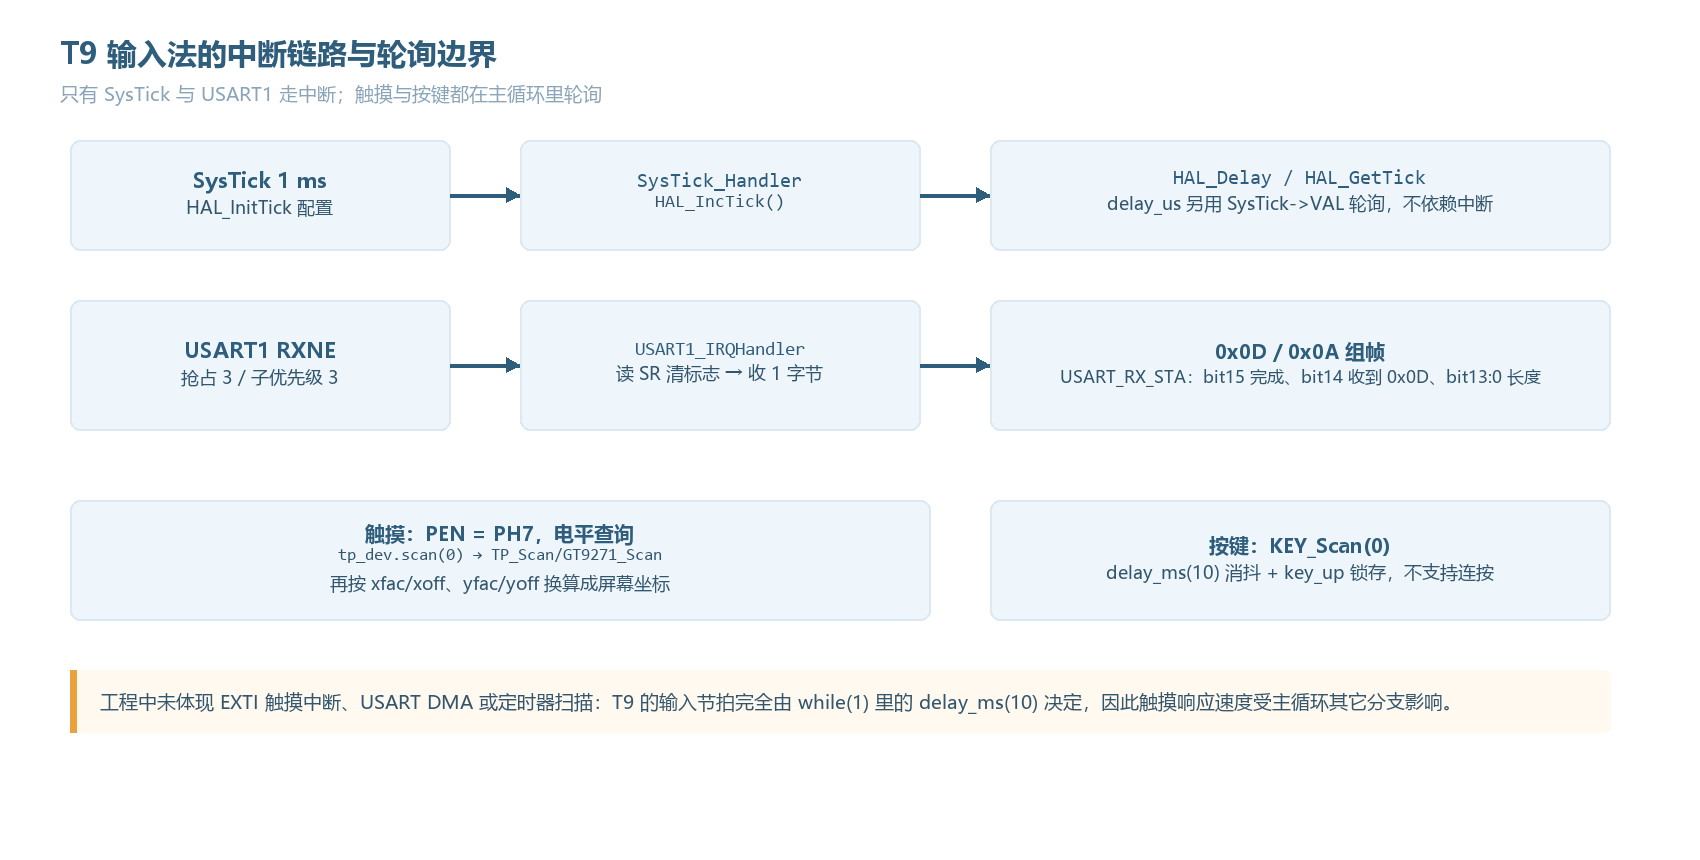 T9 输入法的中断链路与轮询边界
只有 SysTick 与 USART1 走中断；触摸与按键都在主循环里轮询
SysTick 1 ms
HAL_InitTick 配置
SysTick_Handler
HAL_IncTick()
HAL_Delay / HAL_GetTick
delay_us 另用 SysTick->VAL 轮询，不依赖中断
USART1 RXNE
抢占 3 / 子优先级 3
USART1_IRQHandler
读 SR 清标志 → 收 1 字节
0x0D / 0x0A 组帧
USART_RX_STA：bit15 完成、bit14 收到 0x0D、bit13:0 长度
触摸：PEN = PH7，电平查询
tp_dev.scan(0) → TP_Scan/GT9271_Scan
再按 xfac/xoff、yfac/yoff 换算成屏幕坐标
按键：KEY_Scan(0)
delay_ms(10) 消抖 + key_up 锁存，不支持连按
工程中未体现 EXTI 触摸中断、USART DMA 或定时器扫描：T9 的输入节拍完全由 while(1) 里的 delay_ms(10) 决定，因此触摸响应速度受主循环其它分支影响。